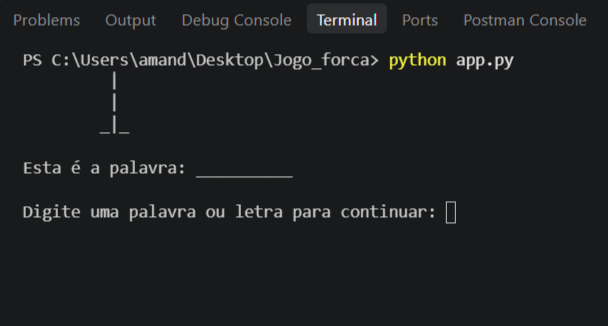 Problems Output Debug Console Terminal Ports Postman Console
PS C:\Users\amand\Desktop\Jogo_forca> python app.py
|
|
_|_
Esta é a palavra: __________
Digite uma palavra ou letra para continuar: